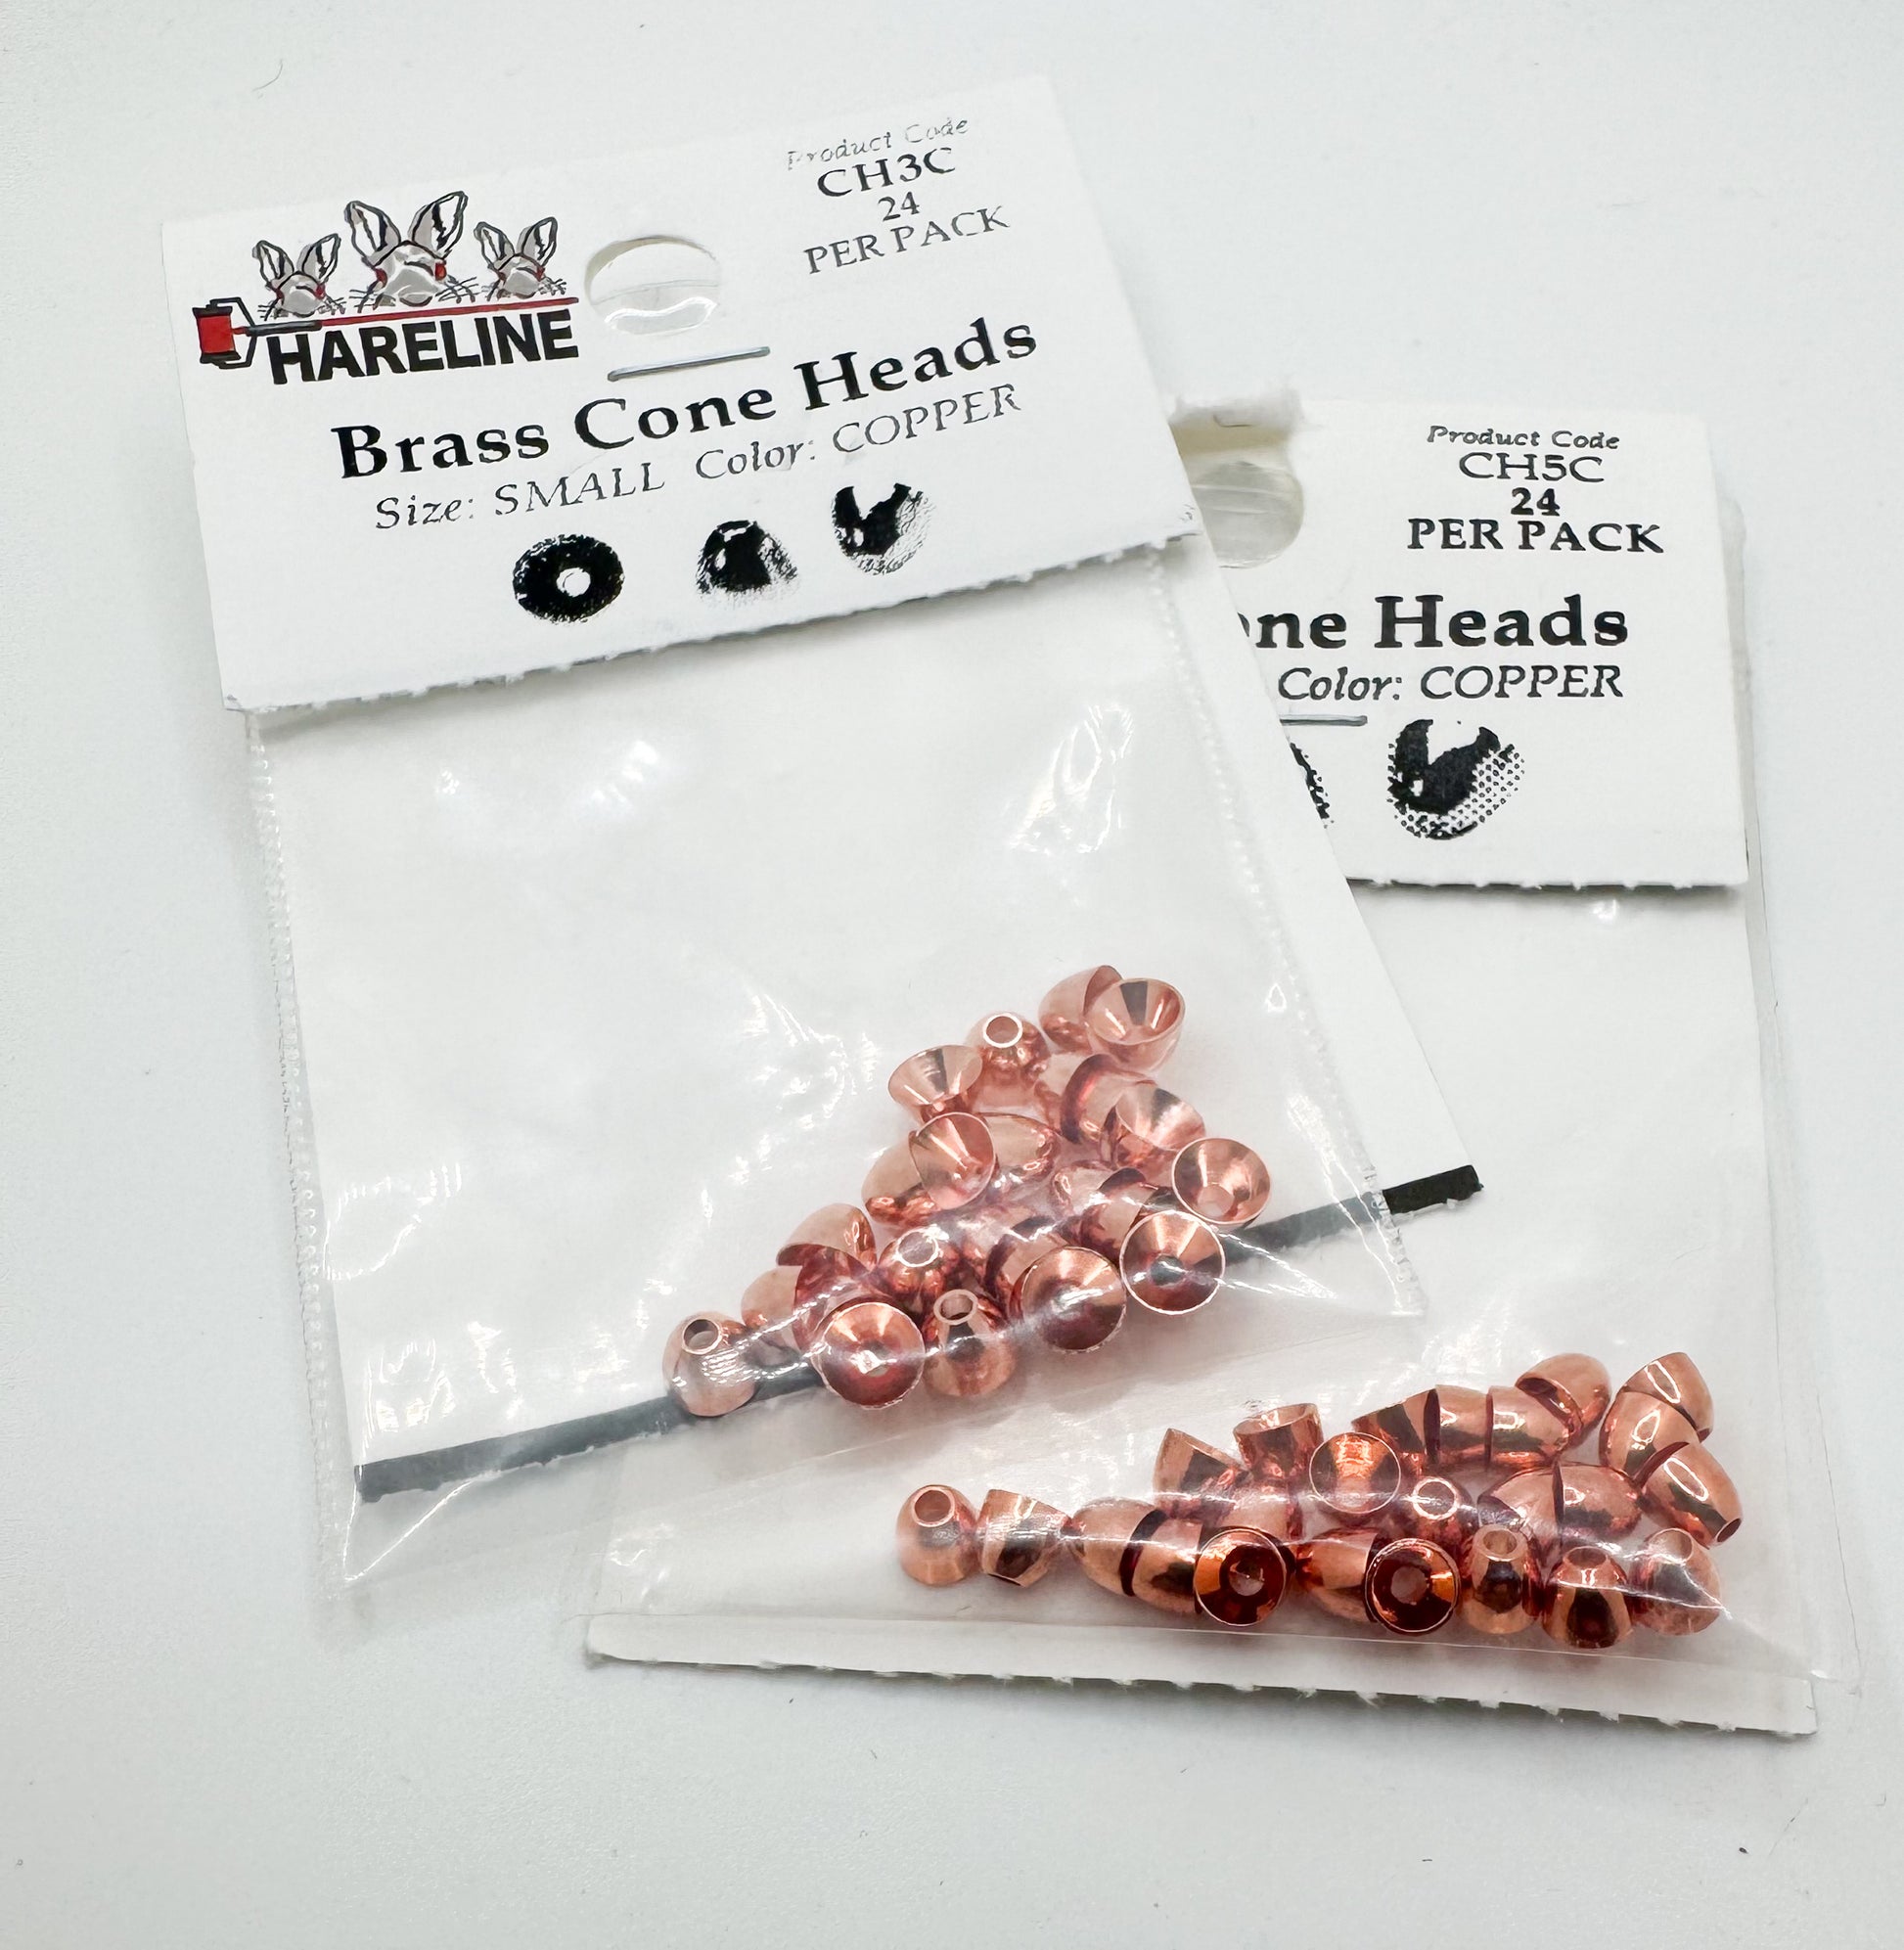 HARELINE
Product Code
CH3C
24
PER PACK
Brass Cone Heads
Size: SMALL Color: COPPER
Product Code
CH5C
24
PER PACK
ne Heads
Color: COPPER